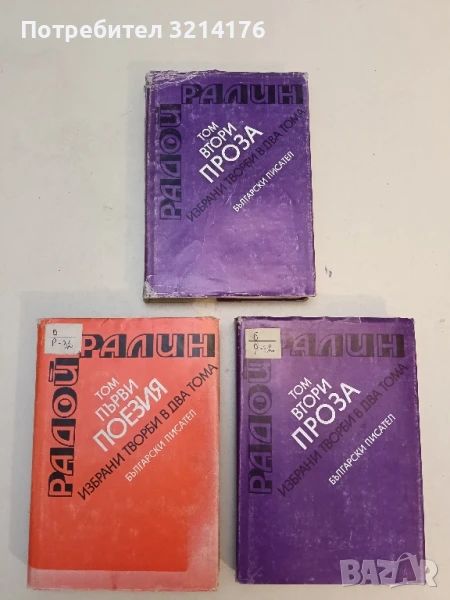 Потребител 3214176
РАДОЙ
РАЛИН
ТОМ
ВТОРИ
ПРОЗА
ИЗБРАНИ ТВОРБИ В ДВА ТОМА
БЪЛГАРСКИ ПИСАТЕЛ
РАДОЙ
РАЛИН
ТОМ
ПЪРВИ
ПОЕЗИЯ
ИЗБРАНИ ТВОРБИ В ДВА ТОМА
БЪЛГАРСКИ ПИСАТЕЛ
РАДОЙ
РАЛИН
ТОМ
ВТОРИ
ПРОЗА
ИЗБРАНИ ТВОРБИ В ДВА ТОМА
БЪЛГАРСКИ ПИСАТЕЛ
BAZAR